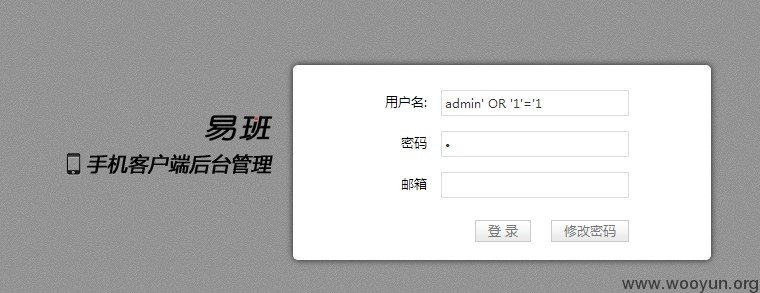 易班
手机客户端后台管理
用户名: admin' OR '1'='1
密码 •
邮箱
登 录 修改密码
www.wooyun.org